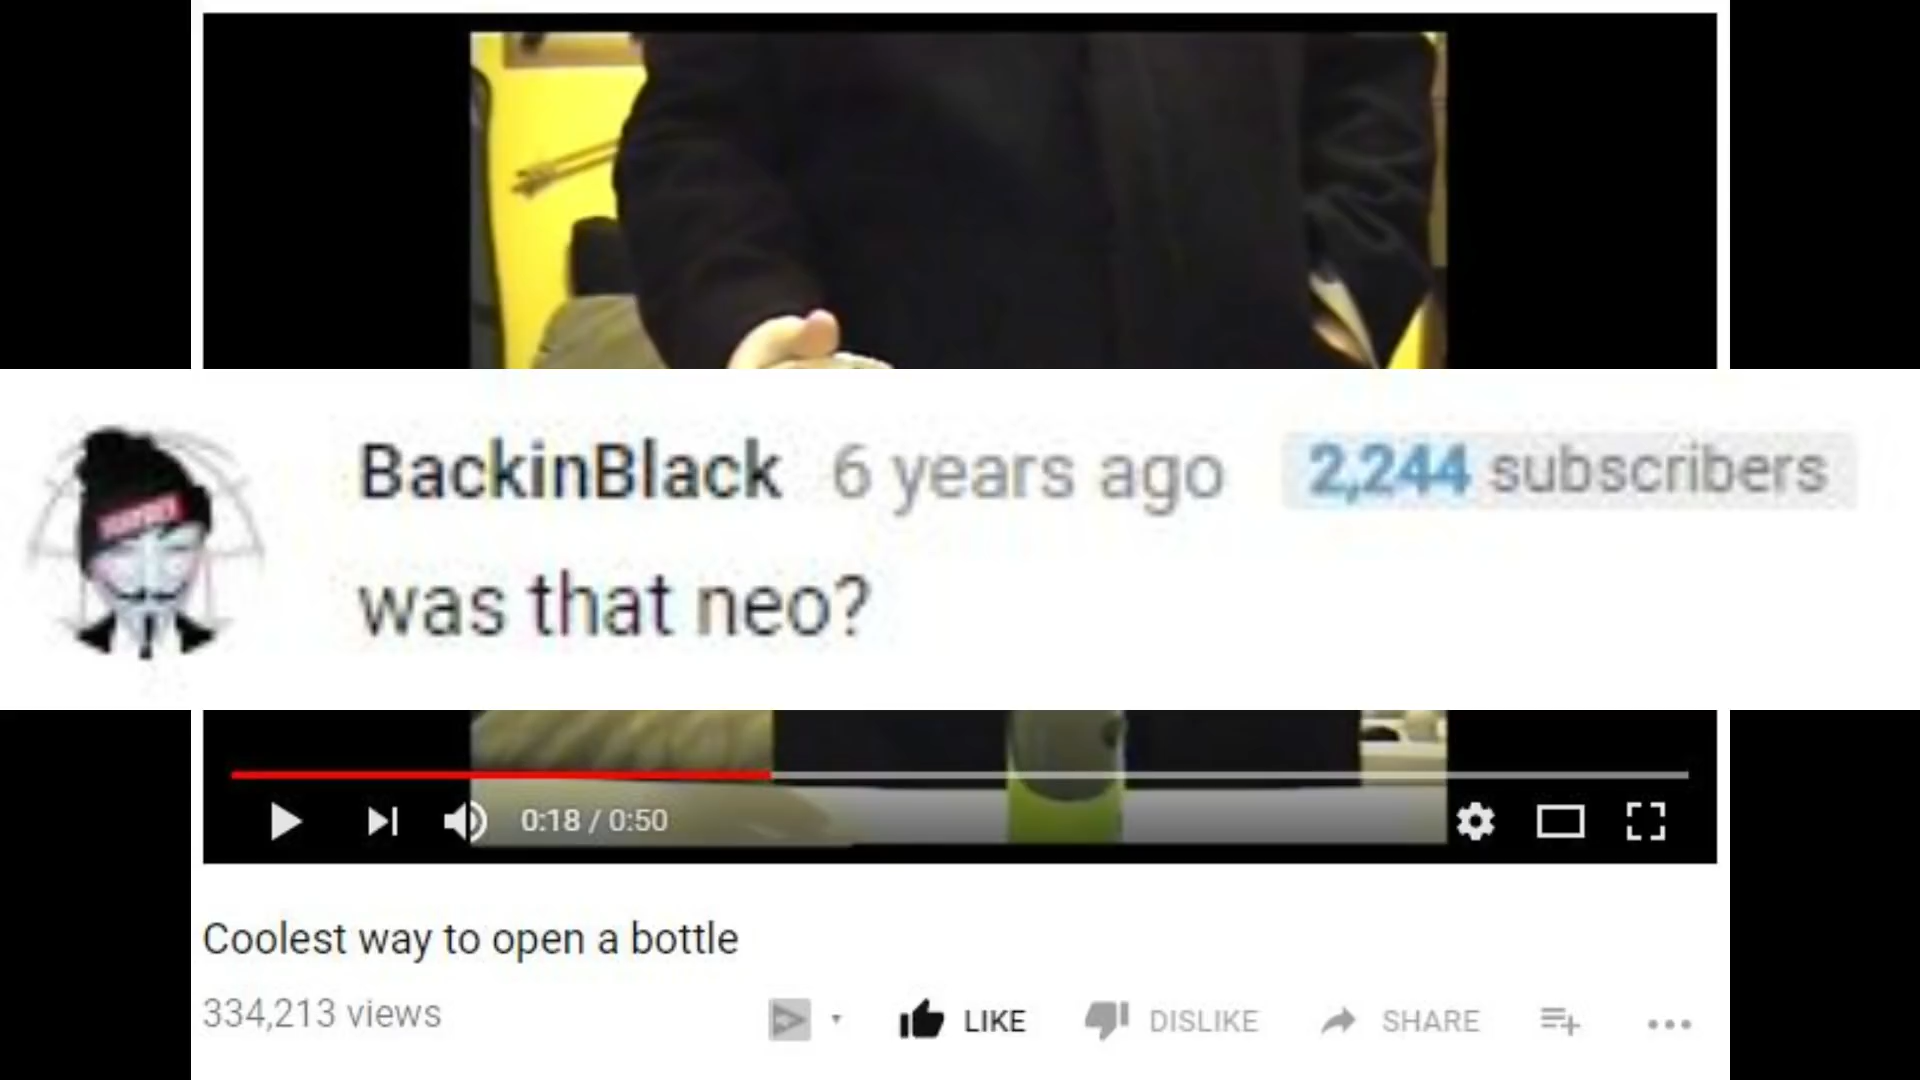 BackinBlack 6 years ago 2,244 subscribers
was that neo?
0:18 / 0:50
Coolest way to open a bottle
334,213 views
LIKE DISLIKE SHARE